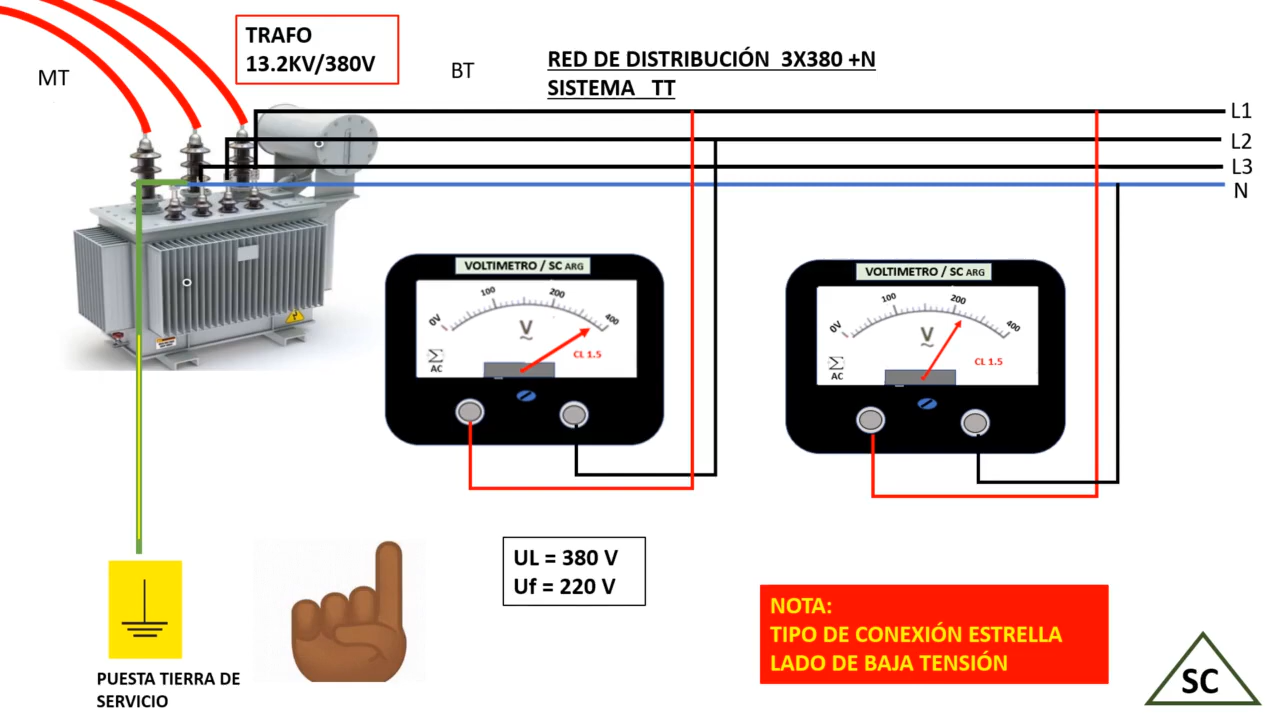 TRAFO
13.2KV/380V
MT
BT
RED DE DISTRIBUCIÓN 3X380 +N
SISTEMA TT
L1
L2
L3
N
VOLTIMETRO / SC ARG
0V
100
200
400
V
~
CL 1.5
∑
AC
VOLTIMETRO / SC ARG
0V
100
200
400
V
~
CL 1.5
∑
AC
UL = 380 V
Uf = 220 V
NOTA:
TIPO DE CONEXIÓN ESTRELLA
LADO DE BAJA TENSIÓN
PUESTA TIERRA DE
SERVICIO
SC